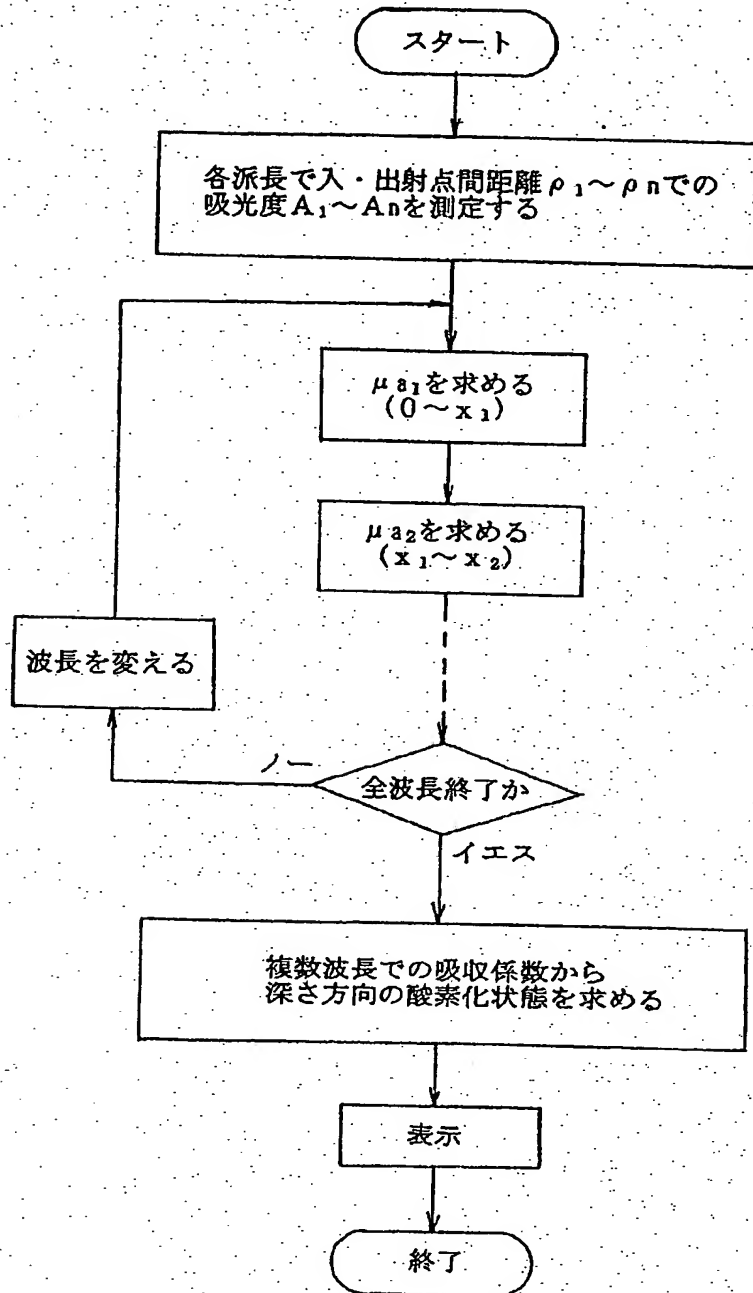 スタート
各派長で入・出射点間距離ρ₁～ρnでの
吸光度A₁～Anを測定する
μa₁を求める
(0～x₁)
μa₂を求める
(x₁～x₂)
波長を変える
ノー
全波長終了か
イエス
複数波長での吸収係数から
深さ方向の酸素化状態を求める
表示
終了